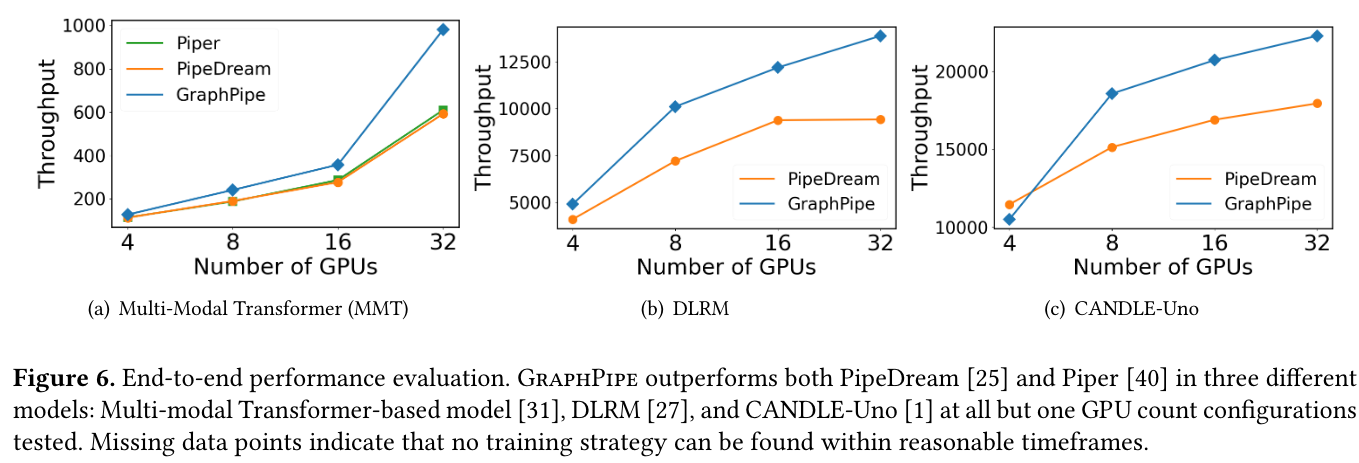 Throughput
1000
800
600
400
200
Piper
PipeDream
GraphPipe
4 8 16 32
Number of GPUs
(a) Multi-Modal Transformer (MMT)
Throughput
12500
10000
7500
5000
PipeDream
GraphPipe
4 8 16 32
Number of GPUs
(b) DLRM
Throughput
20000
15000
10000
PipeDream
GraphPipe
4 8 16 32
Number of GPUs
(c) CANDLE-Uno
Figure 6. End-to-end performance evaluation. GraphPipe outperforms both PipeDream [25] and Piper [40] in three different
models: Multi-modal Transformer-based model [31], DLRM [27], and CANDLE-Uno [1] at all but one GPU count configurations
tested. Missing data points indicate that no training strategy can be found within reasonable timeframes.